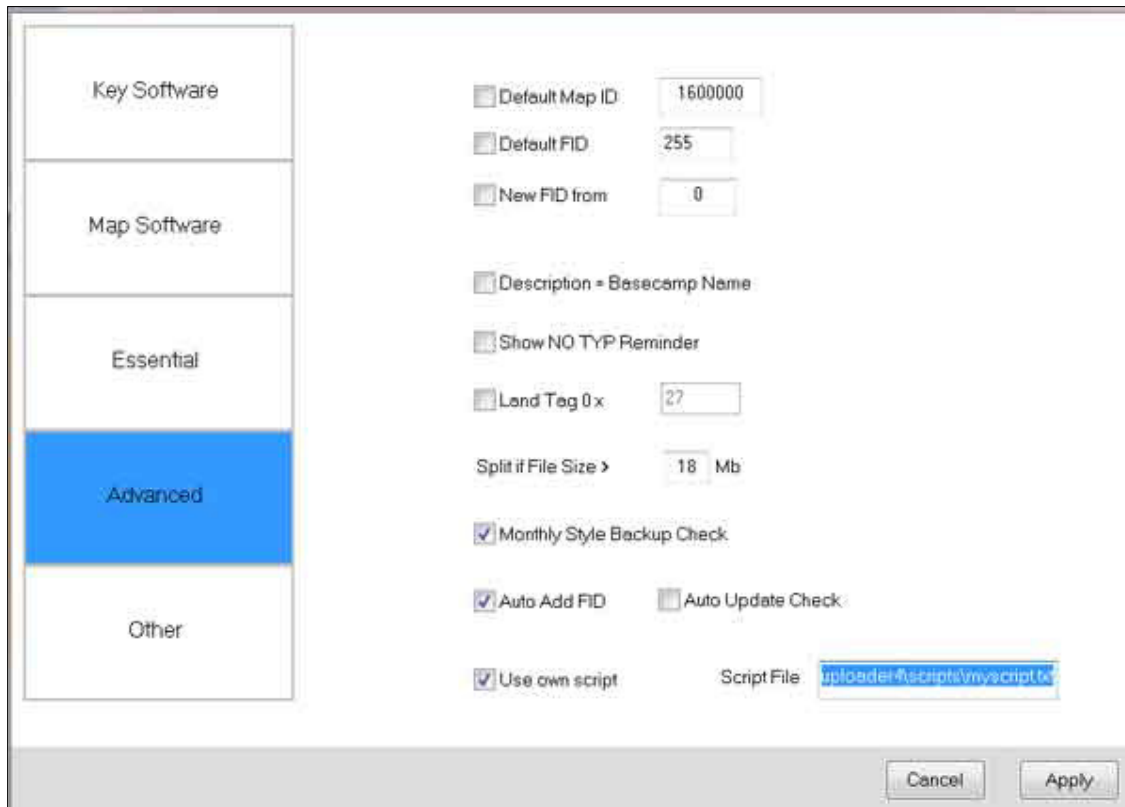 Key Software
Map Software
Essential
Advanced
Other
Default Map ID 1600000
Default FID 255
New FID from 0
Description = Basecamp Name
Show NO TYP Reminder
Land Tag 0 x 27
Split if File Size > 18 Mb
Monthly Style Backup Check
Auto Add FID Auto Update Check
Use own script Script File uploader4\scripts\myscript.txt
Cancel Apply